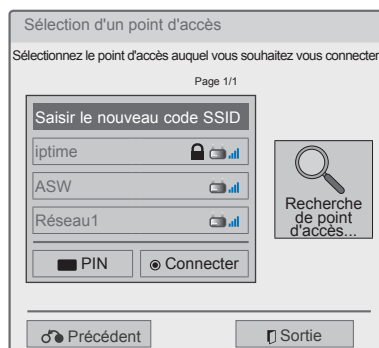 Sélection d'un point d'accès
Sélectionnez le point d'accès auquel vous souhaitez vous connecter
Page 1/1
Saisir le nouveau code SSID
iptime
ASW
Réseau1
PIN
Connecter
Recherche
de point
d'accès...
Précédent
Sortie